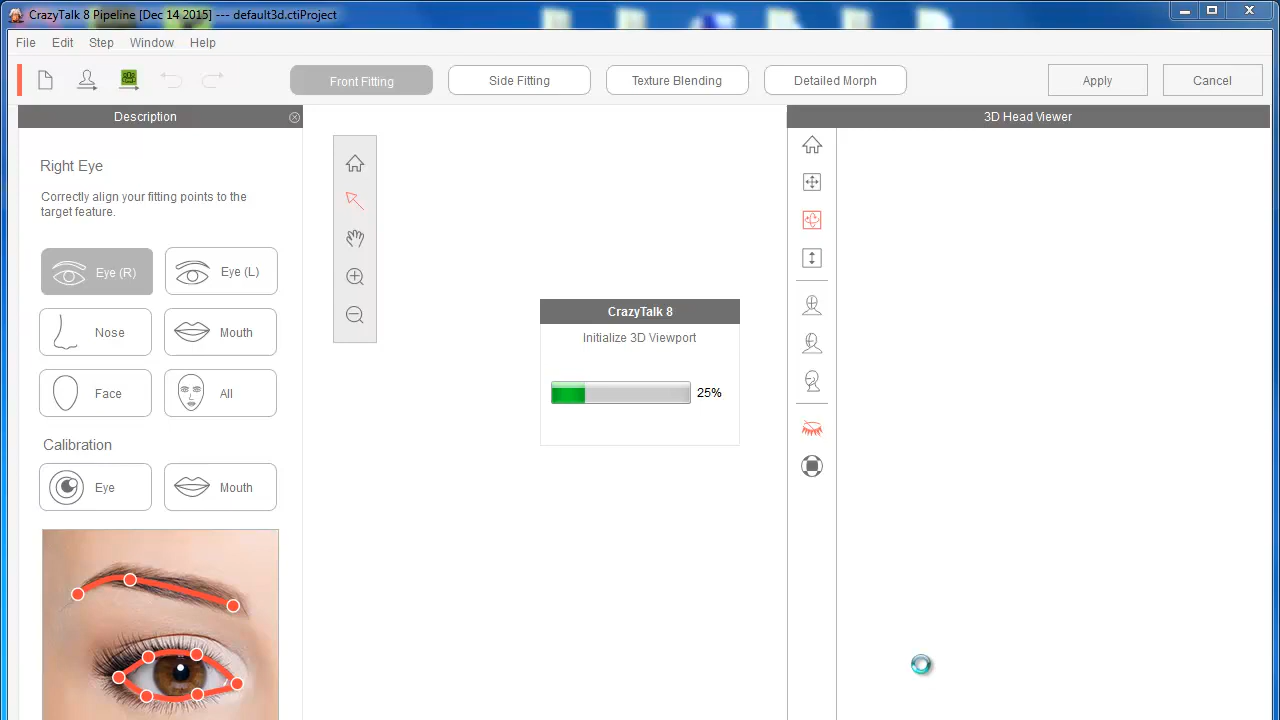 CrazyTalk 8 Pipeline [Dec 14 2015] --- default3d.ctiProject
File Edit Step Window Help
Front Fitting Side Fitting Texture Blending Detailed Morph Apply Cancel
Description
Right Eye
Correctly align your fitting points to the
target feature.
Eye (R) Eye (L)
Nose Mouth
Face All
Calibration
Eye Mouth
CrazyTalk 8
Initialize 3D Viewport
25%
3D Head Viewer